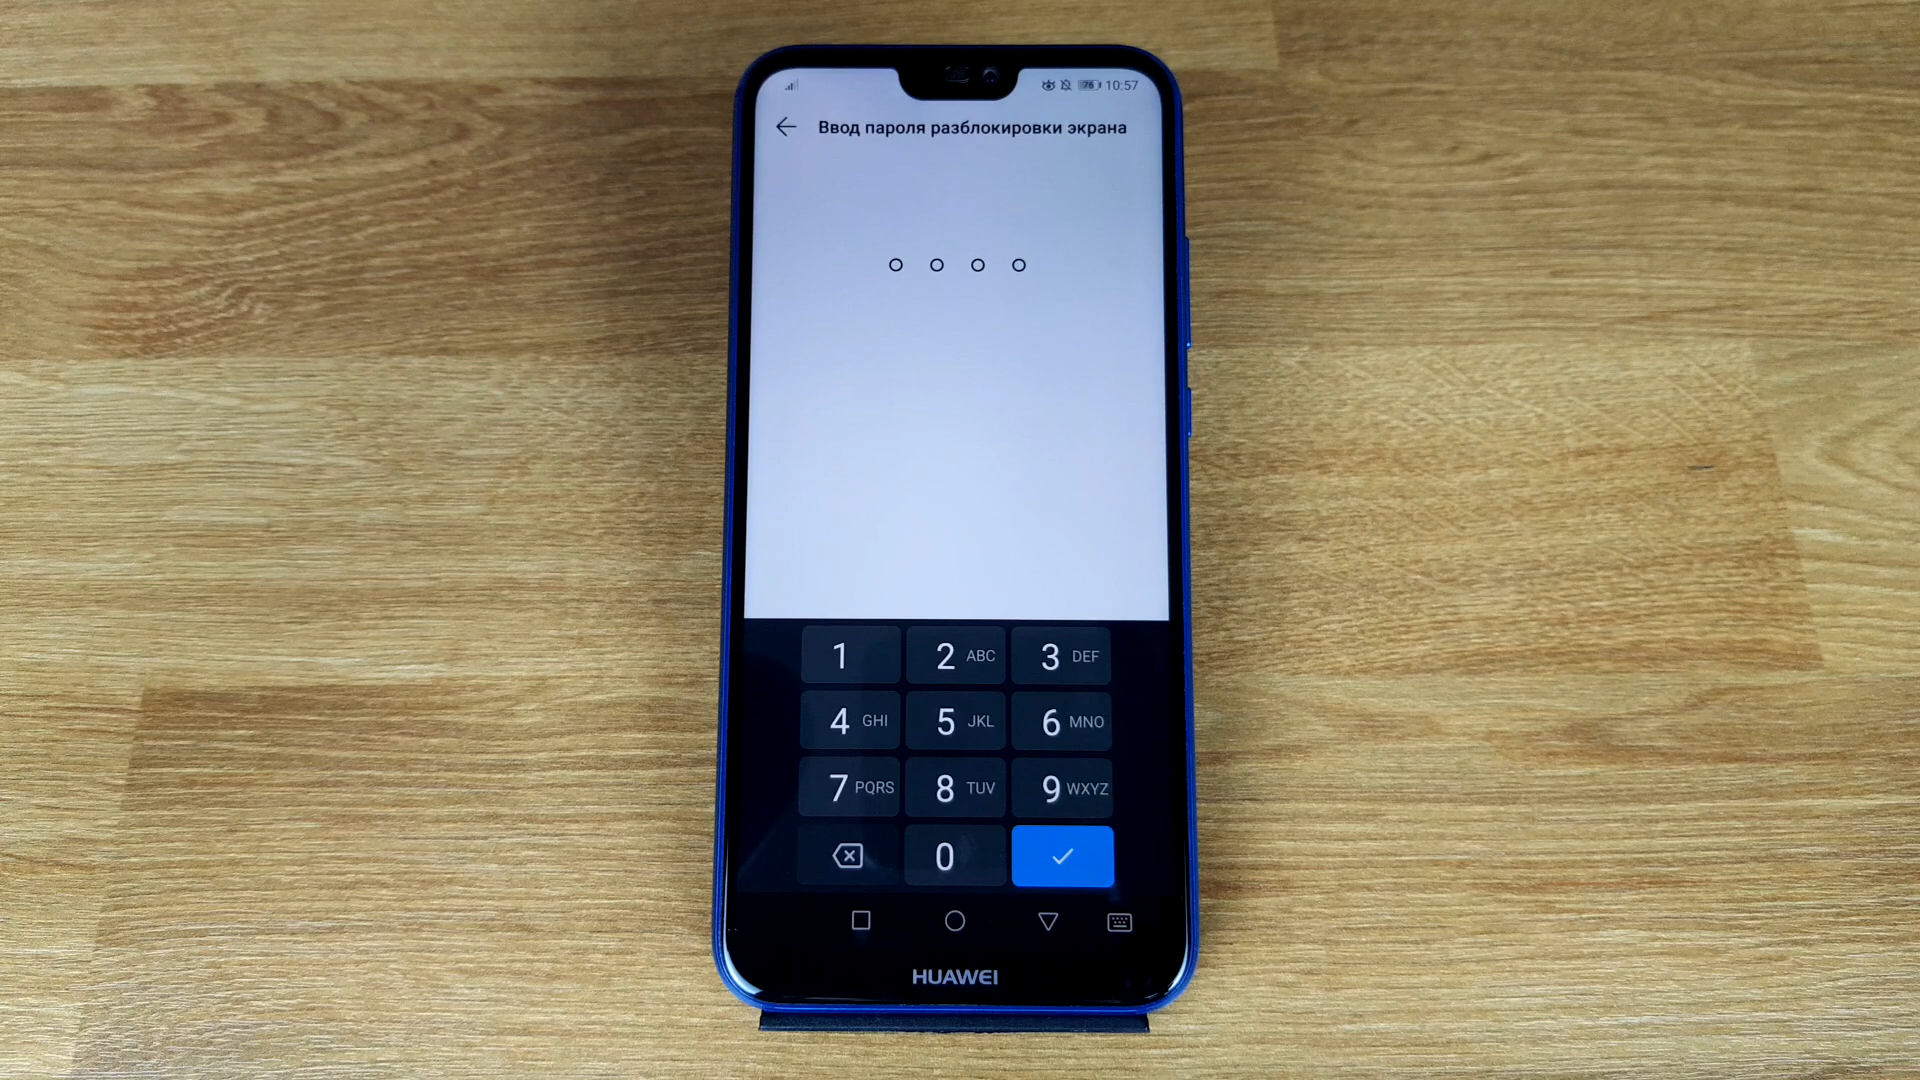 76 10:57
Ввод пароля разблокировки экрана
1 2 ABC 3 DEF
4 GHI 5 JKL 6 MNO
7 PQRS 8 TUV 9 WXYZ
0
HUAWEI